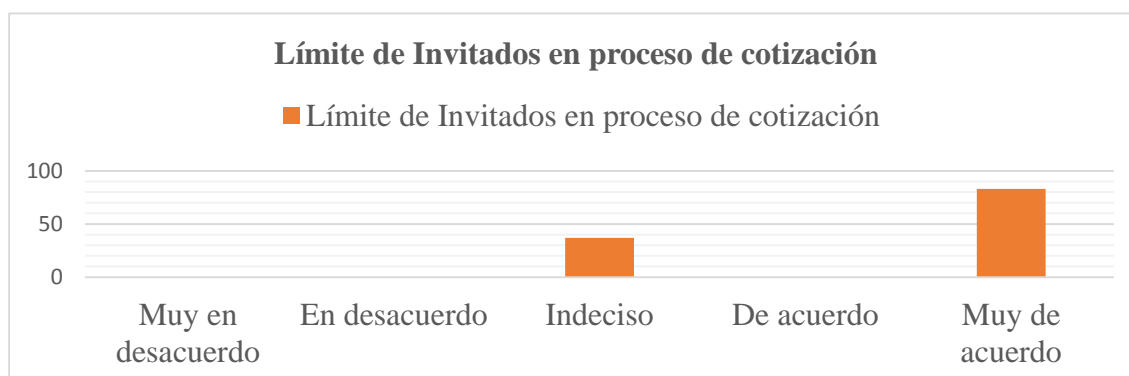 Límite de Invitados en proceso de cotización
Límite de Invitados en proceso de cotización
100
50
0
Muy en
desacuerdo
En desacuerdo
Indeciso
De acuerdo
Muy de
acuerdo